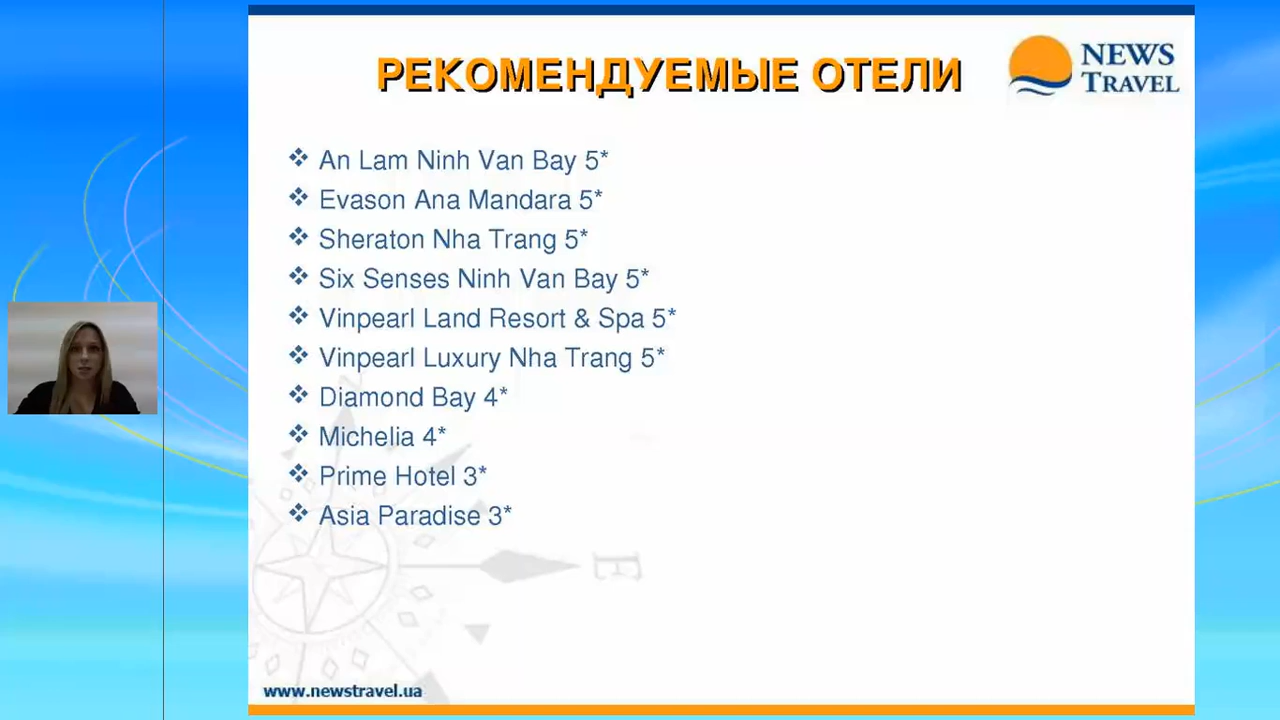 РЕКОМЕНДУЕМЫЕ ОТЕЛИ
NEWS
TRAVEL
An Lam Ninh Van Bay 5*
Evason Ana Mandara 5*
Sheraton Nha Trang 5*
Six Senses Ninh Van Bay 5*
Vinpearl Land Resort & Spa 5*
Vinpearl Luxury Nha Trang 5*
Diamond Bay 4*
Michelia 4*
Prime Hotel 3*
Asia Paradise 3*
E
www.newstravel.ua